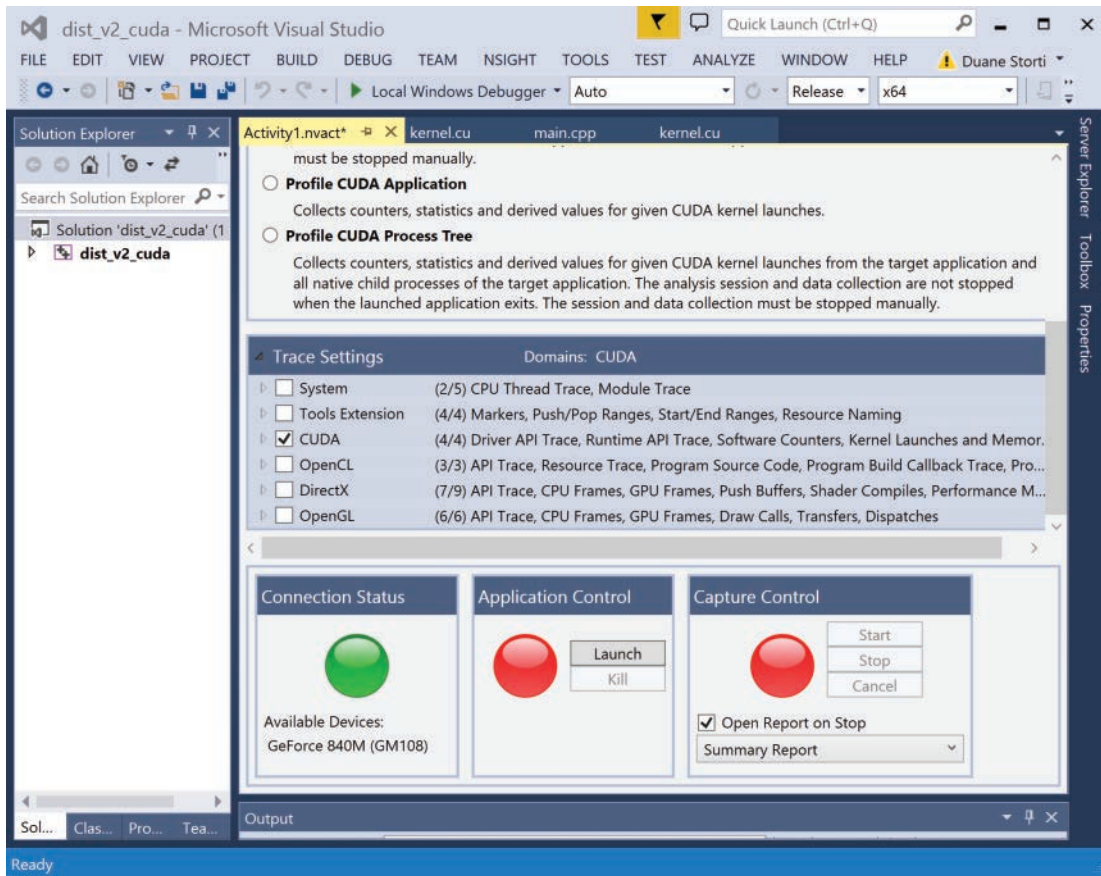 dist_v2_cuda - Microsoft Visual Studio
Quick Launch (Ctrl+Q)
FILE EDIT VIEW PROJECT BUILD DEBUG TEAM NSIGHT TOOLS TEST ANALYZE WINDOW HELP Duane Storti
Local Windows Debugger Auto Release x64
Solution Explorer
Search Solution Explorer
Solution 'dist_v2_cuda' (1
dist_v2_cuda
Sol... Clas... Pro... Tea...
Activity1.nvact* kernel.cu main.cpp kernel.cu
must be stopped manually.
Profile CUDA Application
Collects counters, statistics and derived values for given CUDA kernel launches.
Profile CUDA Process Tree
Collects counters, statistics and derived values for given CUDA kernel launches from the target application and
all native child processes of the target application. The analysis session and data collection are not stopped
when the launched application exits. The session and data collection must be stopped manually.
Trace Settings Domains: CUDA
System (2/5) CPU Thread Trace, Module Trace
Tools Extension (4/4) Markers, Push/Pop Ranges, Start/End Ranges, Resource Naming
CUDA (4/4) Driver API Trace, Runtime API Trace, Software Counters, Kernel Launches and Memor.
OpenCL (3/3) API Trace, Resource Trace, Program Source Code, Program Build Callback Trace, Pro...
DirectX (7/9) API Trace, CPU Frames, GPU Frames, Push Buffers, Shader Compiles, Performance M...
OpenGL (6/6) API Trace, CPU Frames, GPU Frames, Draw Calls, Transfers, Dispatches
Connection Status
Available Devices:
GeForce 840M (GM108)
Application Control
Launch
Kill
Capture Control
Start
Stop
Cancel
Open Report on Stop
Summary Report
Output
Server Explorer
Toolbox
Properties
Ready